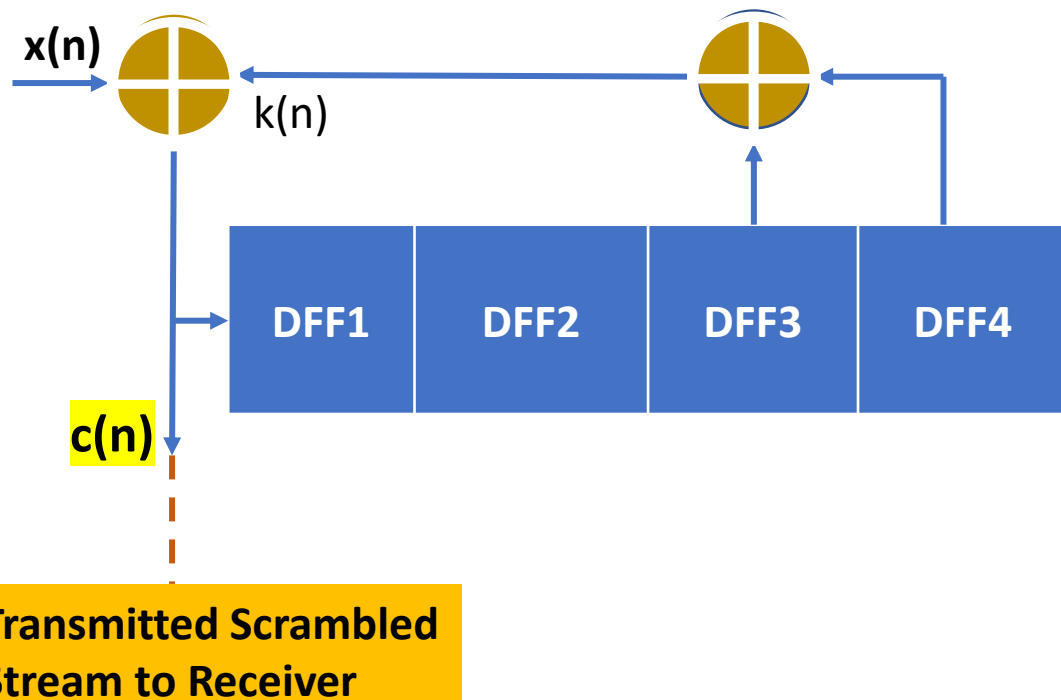 x(n)
k(n)
DFF1 DFF2 DFF3 DFF4
c(n)
Transmitted Scrambled
Stream to Receiver